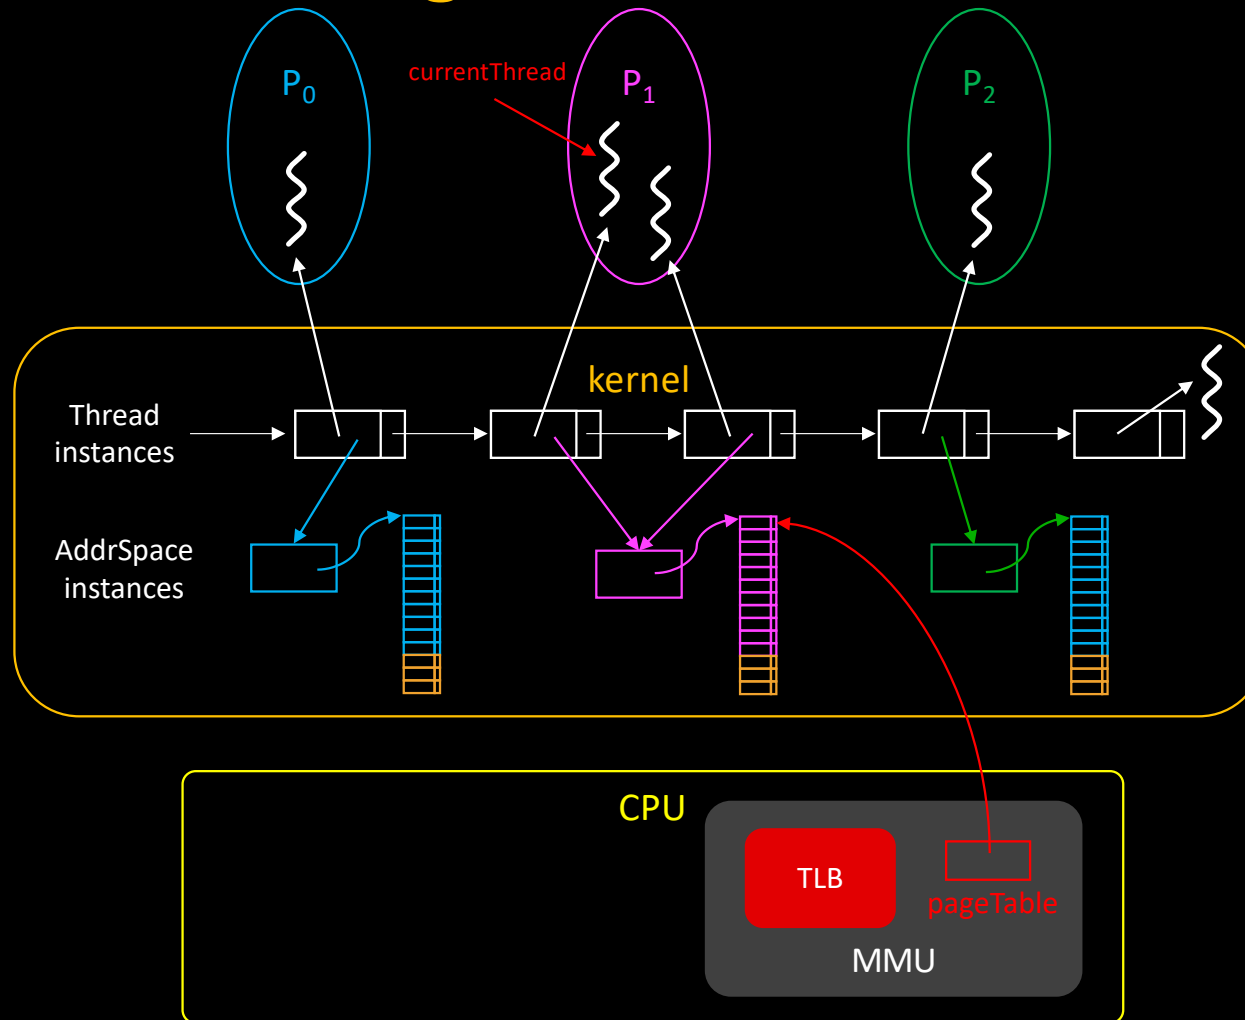 P0
currentThread
P1
P2
kernel
Thread
instances
AddrSpace
instances
CPU
TLB
pageTable
MMU